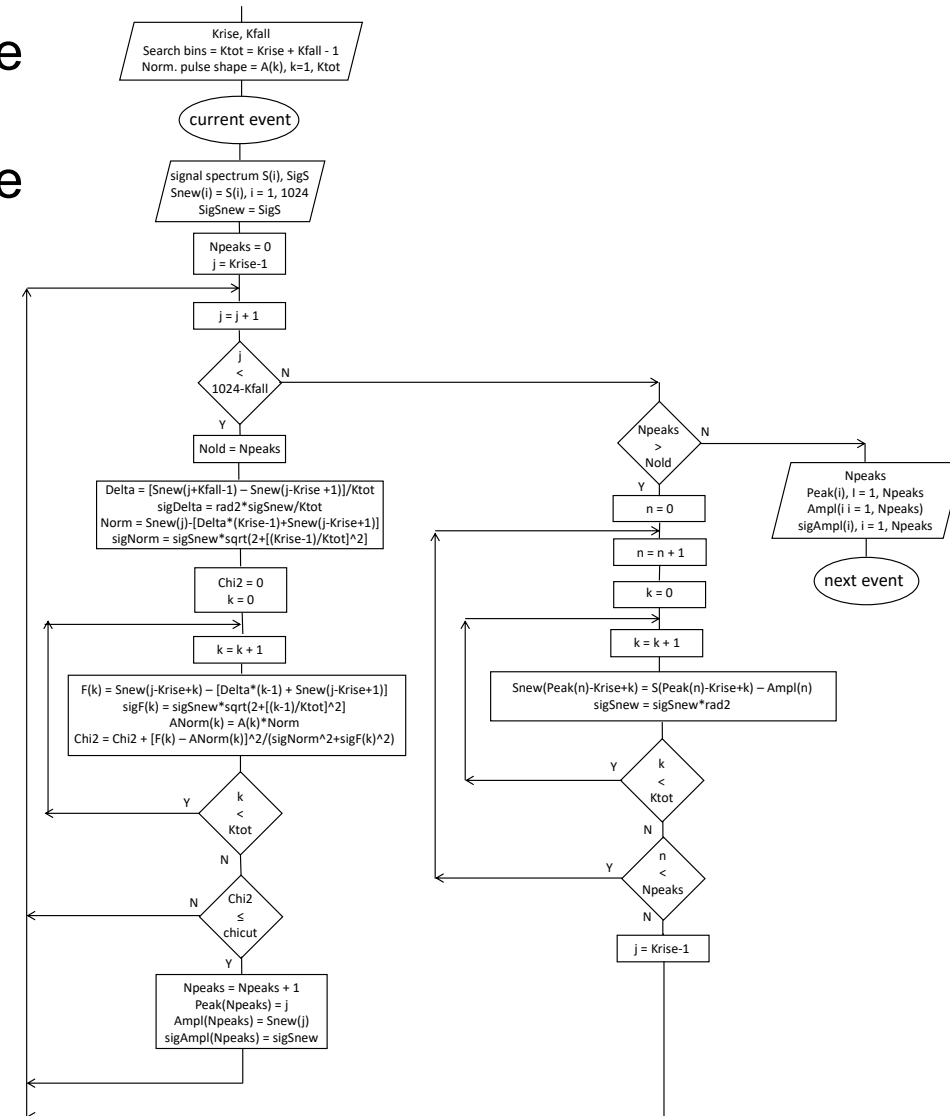 e
e
Krise, Kfall
Search bins = Ktot = Krise + Kfall - 1
Norm. pulse shape = A(k), k=1, Ktot
current event
signal spectrum S(i), SigS
Snew(i) = S(i), i = 1, 1024
SigSnew = SigS
Npeaks = 0
j = Krise-1
j = j + 1
j
<
1024-Kfall
N
Y
Nold = Npeaks
Delta = [Snew(j+Kfall-1) – Snew(j-Krise +1)]/Ktot
sigDelta = rad2*sigSnew/Ktot
Norm = Snew(j)-[Delta*(Krise-1)+Snew(j-Krise+1)]
sigNorm = sigSnew*sqrt(2+[(Krise-1)/Ktot]^2]
Chi2 = 0
k = 0
k = k + 1
F(k) = Snew(j-Krise+k) – [Delta*(k-1) + Snew(j-Krise+1)]
sigF(k) = sigSnew*sqrt(2+[(k-1)/Ktot]^2]
ANorm(k) = A(k)*Norm
Chi2 = Chi2 + [F(k) – ANorm(k)]^2/(sigNorm^2+sigF(k)^2)
Y
k
<
Ktot
N
N
Chi2
≤
chicut
Y
Npeaks = Npeaks + 1
Peak(Npeaks) = j
Ampl(Npeaks) = Snew(j)
sigAmpl(Npeaks) = sigSnew
Npeaks
>
Nold
N
Y
n = 0
n = n + 1
k = 0
k = k + 1
Snew(Peak(n)-Krise+k) = S(Peak(n)-Krise+k) – Ampl(n)
sigSnew = sigSnew*rad2
Y
k
<
Ktot
N
Y
n
<
Npeaks
N
j = Krise-1
Npeaks
Peak(i), I = 1, Npeaks
Ampl(i i = 1, Npeaks)
sigAmpl(i), i = 1, Npeaks
next event